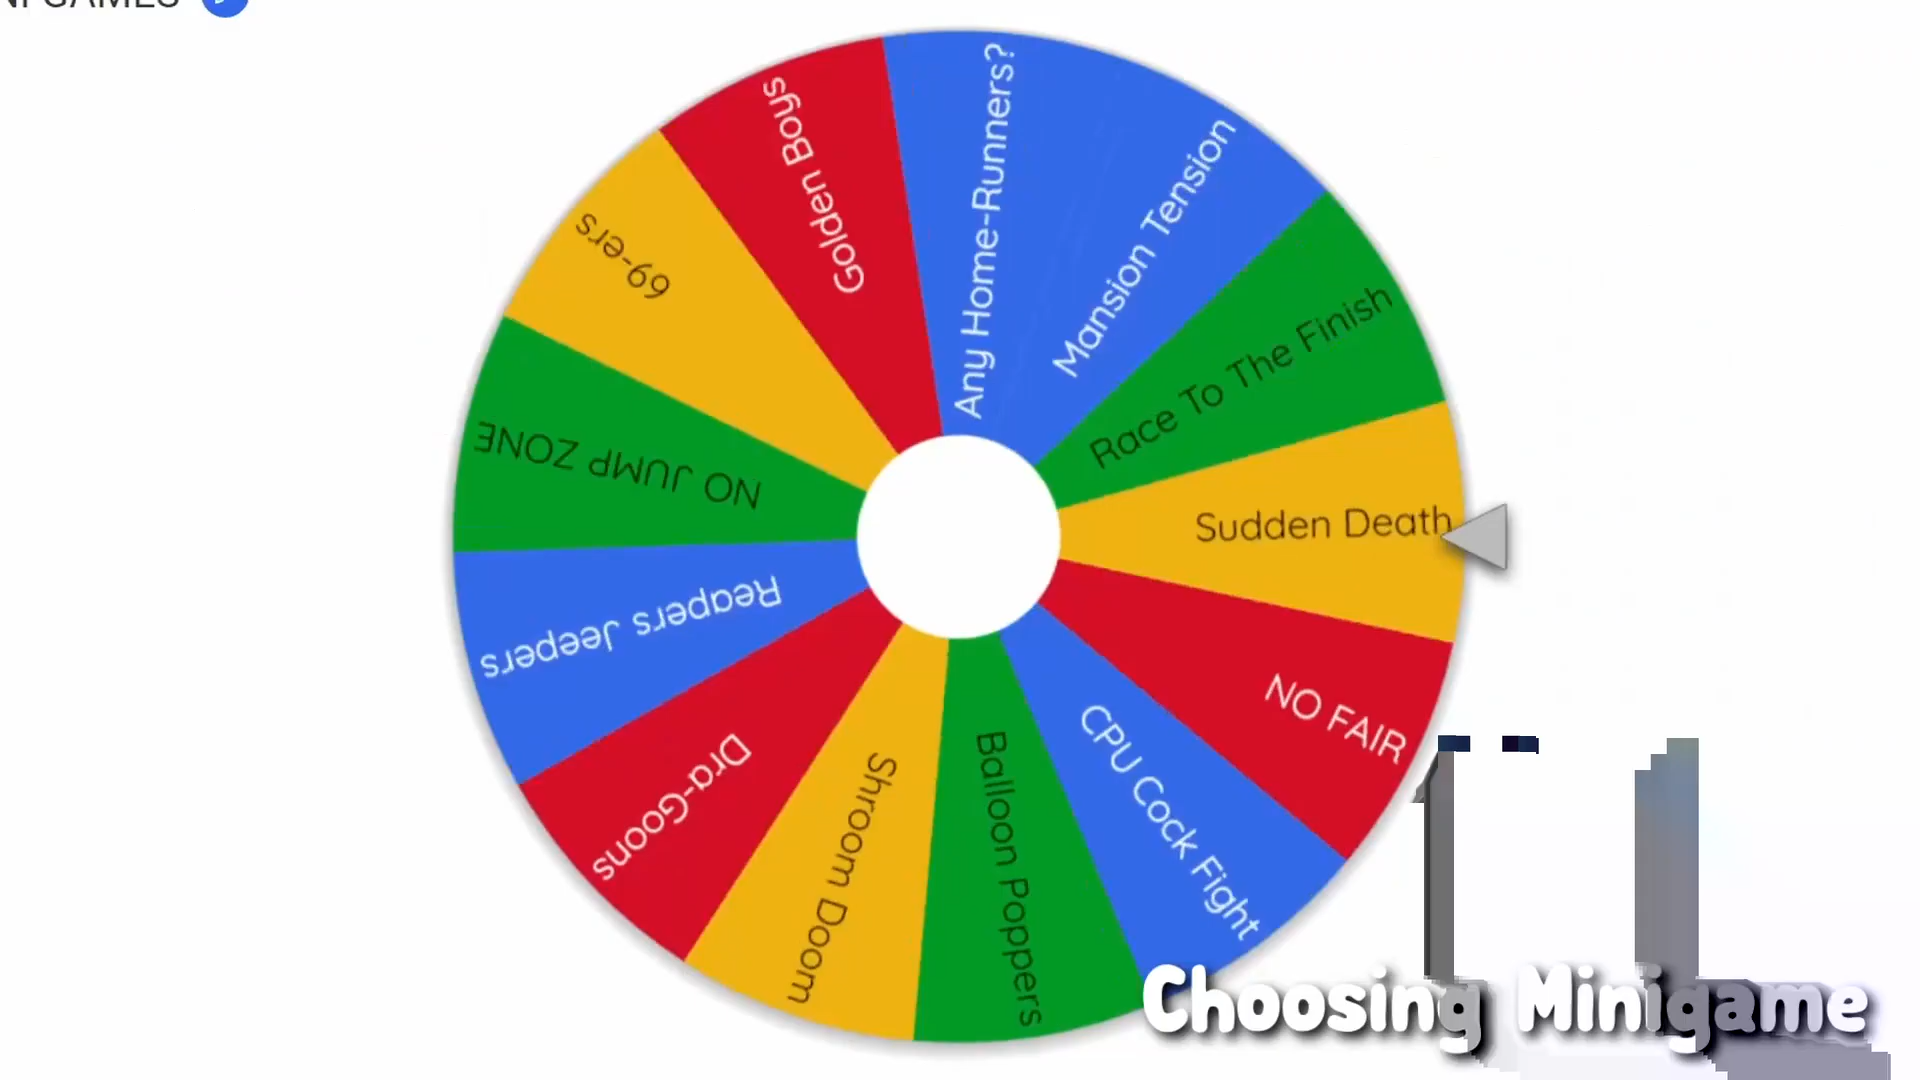 GAMES
Any Home-Runners?
Mansion Tension
Race To The Finish
Sudden Death
NO FAIR
CPU Cock Fight
Balloon Poppers
Shroom Doom
Dra-Goons
Reapers Jeepers
NO JUMP ZONE
69-ers
Golden Boys
Choosing Minigame